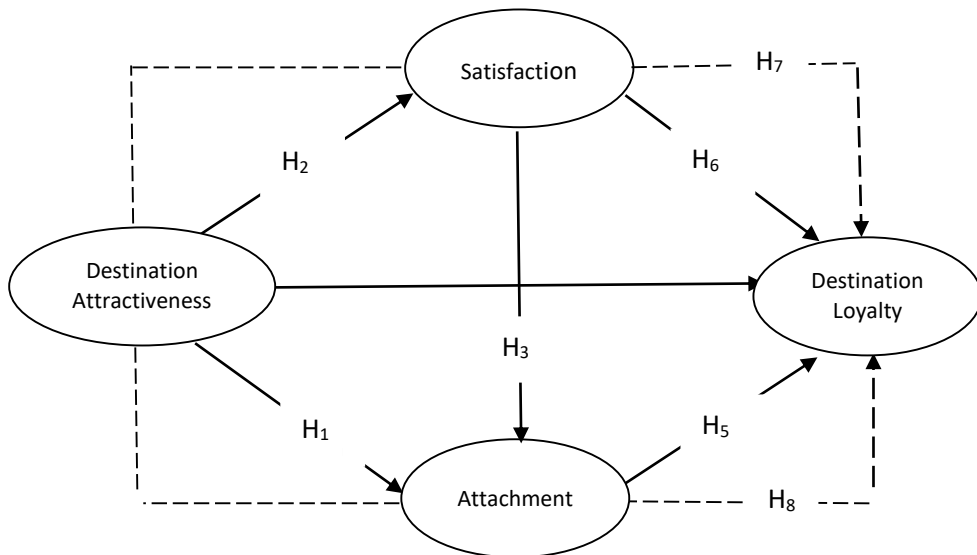 Satisfaction
H₇
H₂
H₆
Destination
Attractiveness
Destination
Loyalty
H₃
H₁
H₅
Attachment
H₈